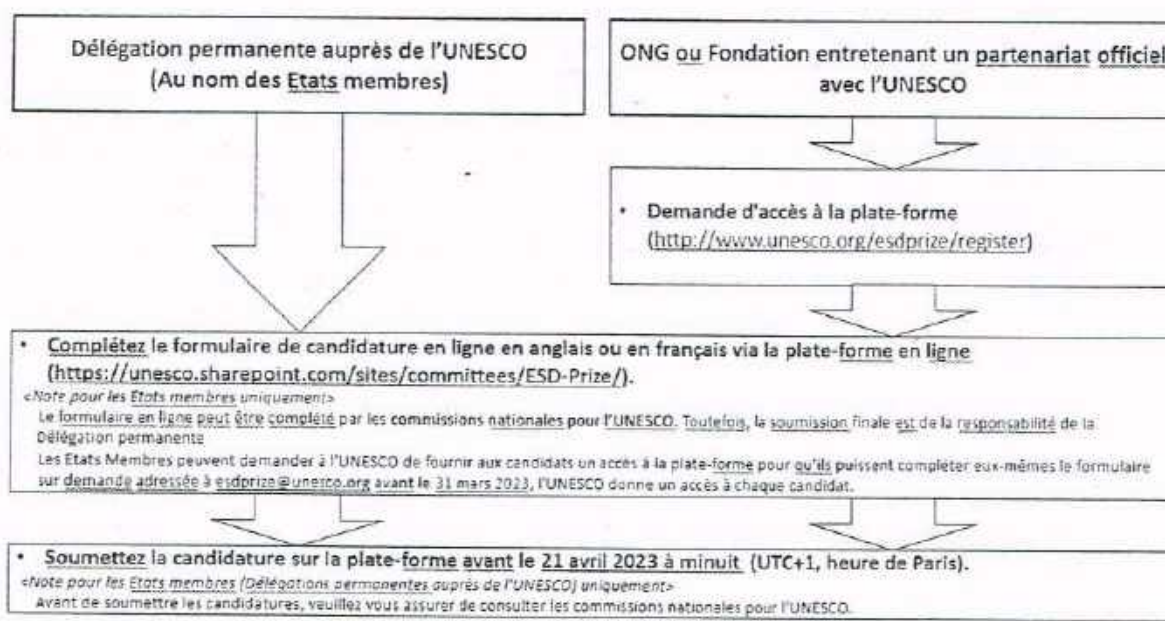 Délégation permanente auprès de l'UNESCO
(Au nom des Etats membres)
ONG ou Fondation entretenant un partenariat officiel
avec l'UNESCO
• Demande d'accès à la plate-forme
(http://www.unesco.org/esdprize/register)
• Complétez le formulaire de candidature en ligne en anglais ou en français via la plate-forme en ligne
(https://unesco.sharepoint.com/sites/committees/ESD-Prize/).
<Note pour les Etats membres uniquement>
Le formulaire en ligne peut être complété par les commissions nationales pour l'UNESCO. Toutefois, la soumission finale est de la responsabilité de la
Délégation permanente
Les Etats Membres peuvent demander à l'UNESCO de fournir aux candidats un accès à la plate-forme pour qu'ils puissent completer eux-mêmes le formulaire
sur demande adressée à esdprize@unesco.org avant le 31 mars 2023, l'UNESCO donne un accès à chaque candidat.
• Soumettez la candidature sur la plate-forme avant le 21 avril 2023 à minuit (UTC+1, heure de Paris).
<Note pour les Etats membres (Délégations permanentes auprès de l'UNESCO) uniquement>
Avant de soumettre les candidatures, veuillez vous assurer de consulter les commissions nationales pour l'UNESCO.